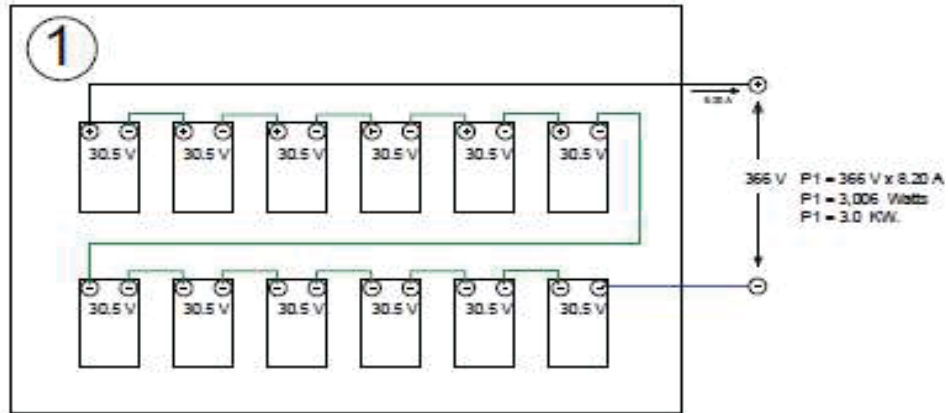 1
+
+ − + − + − + − + − + −
30.5 V 30.5 V 30.5 V 30.5 V 30.5 V 30.5 V
366 V P1 = 366 V x 8.20 A
P1 = 3,006 Watts
P1 = 3.0 KW.
− − − − − − − − − − − −
−
30.5 V 30.5 V 30.5 V 30.5 V 30.5 V 30.5 V